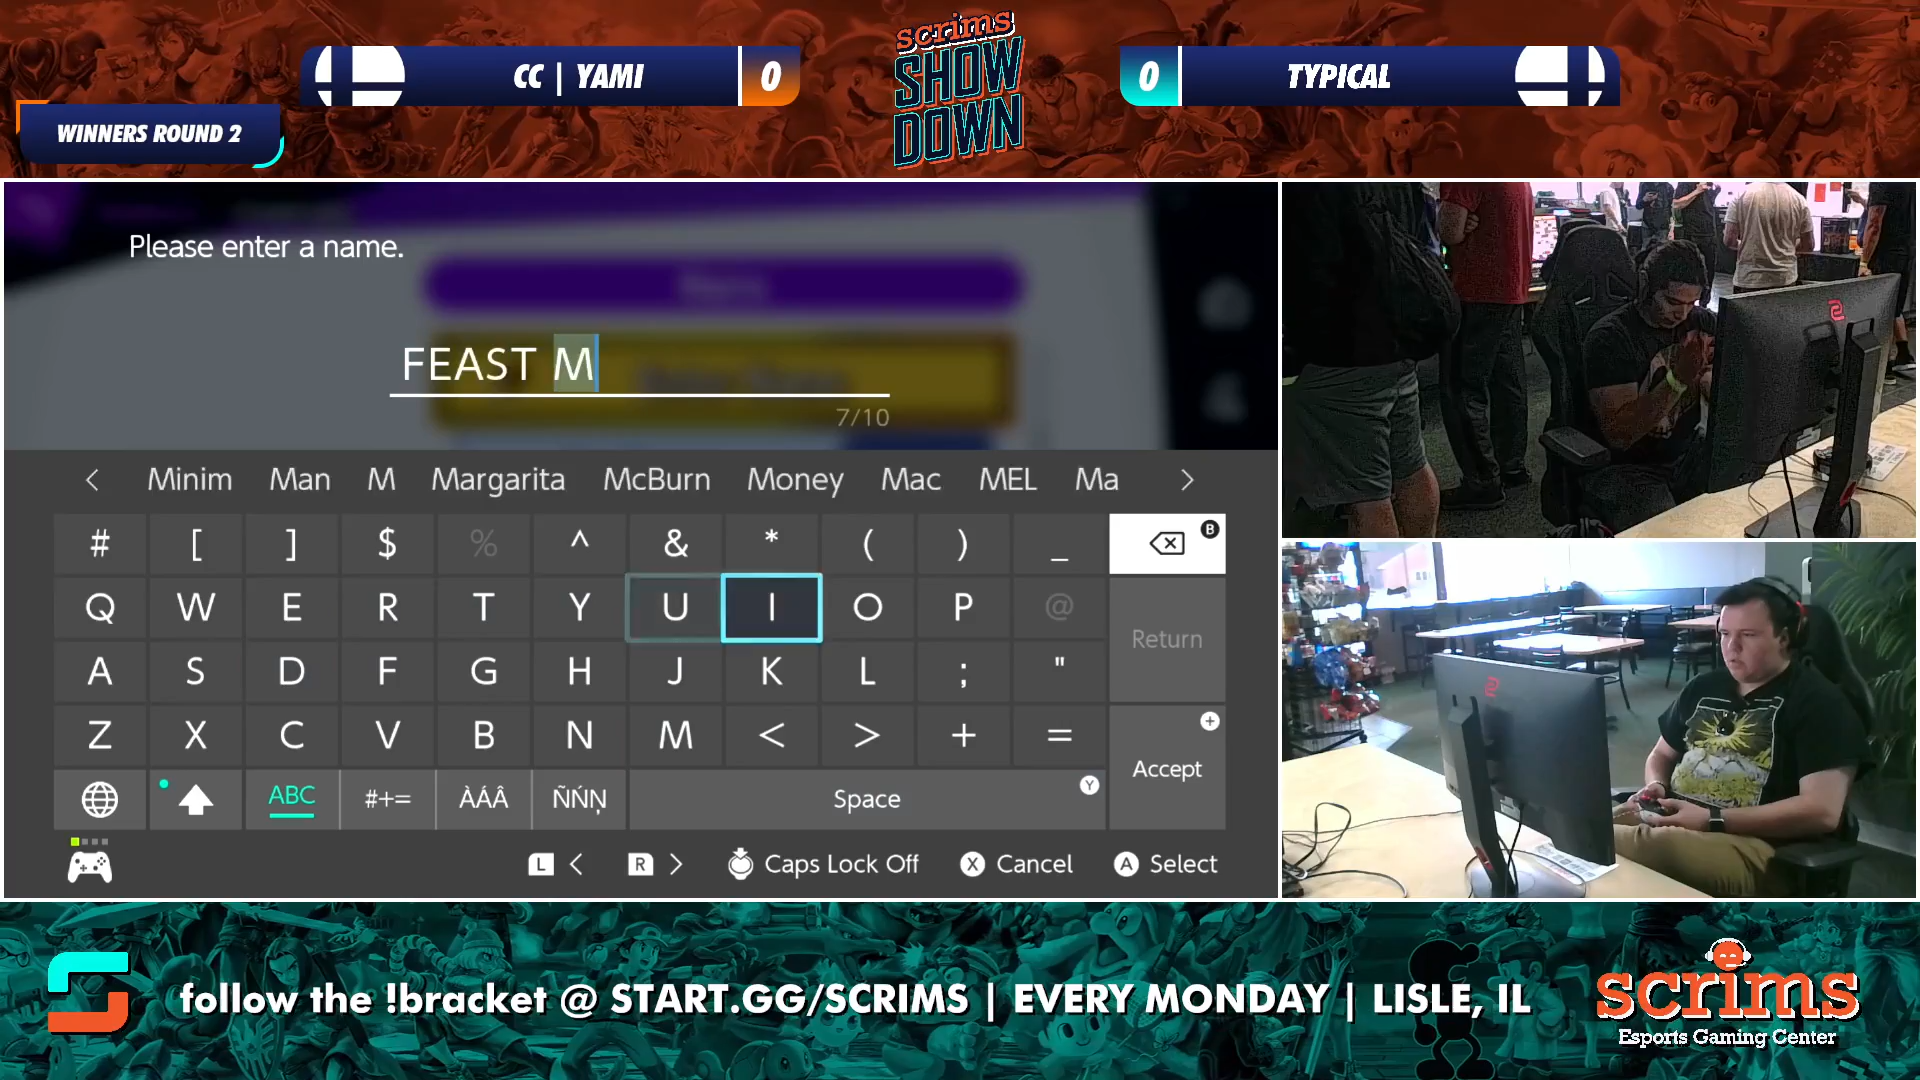 scrims
SHOW
DOWN
CC | YAMI
0
0
TYPICAL
WINNERS ROUND 2
Please enter a name.
FEAST M
7/10
< Minim Man M Margarita McBurn Money Mac MEL Ma >
# [ ] $ % ^ & * ( ) _ B
Q W E R T Y U I O P @
Return
A S D F G H J K L ; "
Z X C V B N M < > + = +
Accept
ABC #+= ÀÁÂ ÑŃŅ Space Y
L < R > Caps Lock Off X Cancel A Select
follow the !bracket @ START.GG/SCRIMS | EVERY MONDAY | LISLE, IL
scrims
Esports Gaming Center